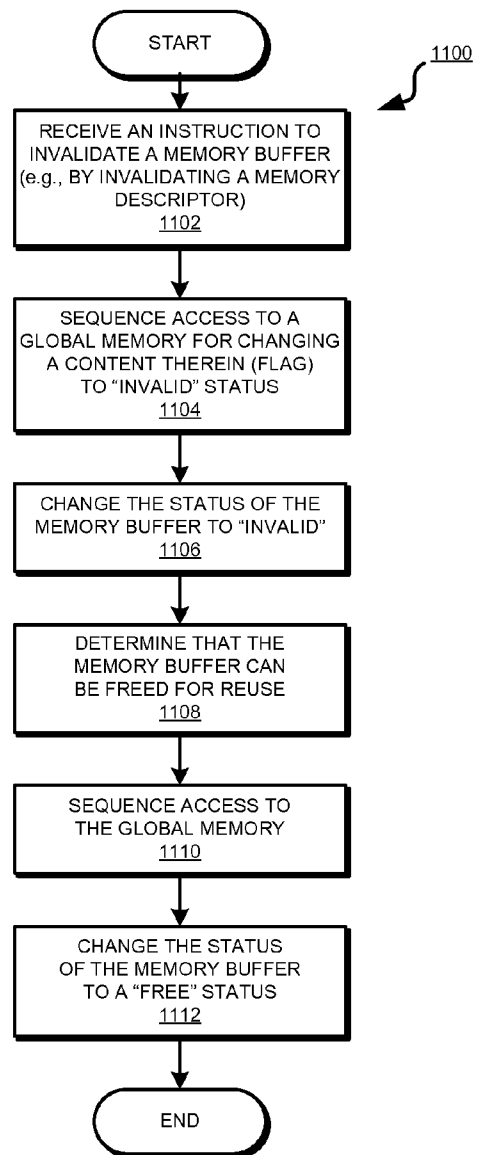 START
1100
RECEIVE AN INSTRUCTION TO
INVALIDATE A MEMORY BUFFER
(e.g., BY INVALIDATING A MEMORY
DESCRIPTOR)
1102
SEQUENCE ACCESS TO A
GLOBAL MEMORY FOR CHANGING
A CONTENT THEREIN (FLAG)
TO “INVALID” STATUS
1104
CHANGE THE STATUS OF THE
MEMORY BUFFER TO “INVALID”
1106
DETERMINE THAT THE
MEMORY BUFFER CAN
BE FREED FOR REUSE
1108
SEQUENCE ACCESS TO
THE GLOBAL MEMORY
1110
CHANGE THE STATUS
OF THE MEMORY BUFFER
TO A “FREE” STATUS
1112
END